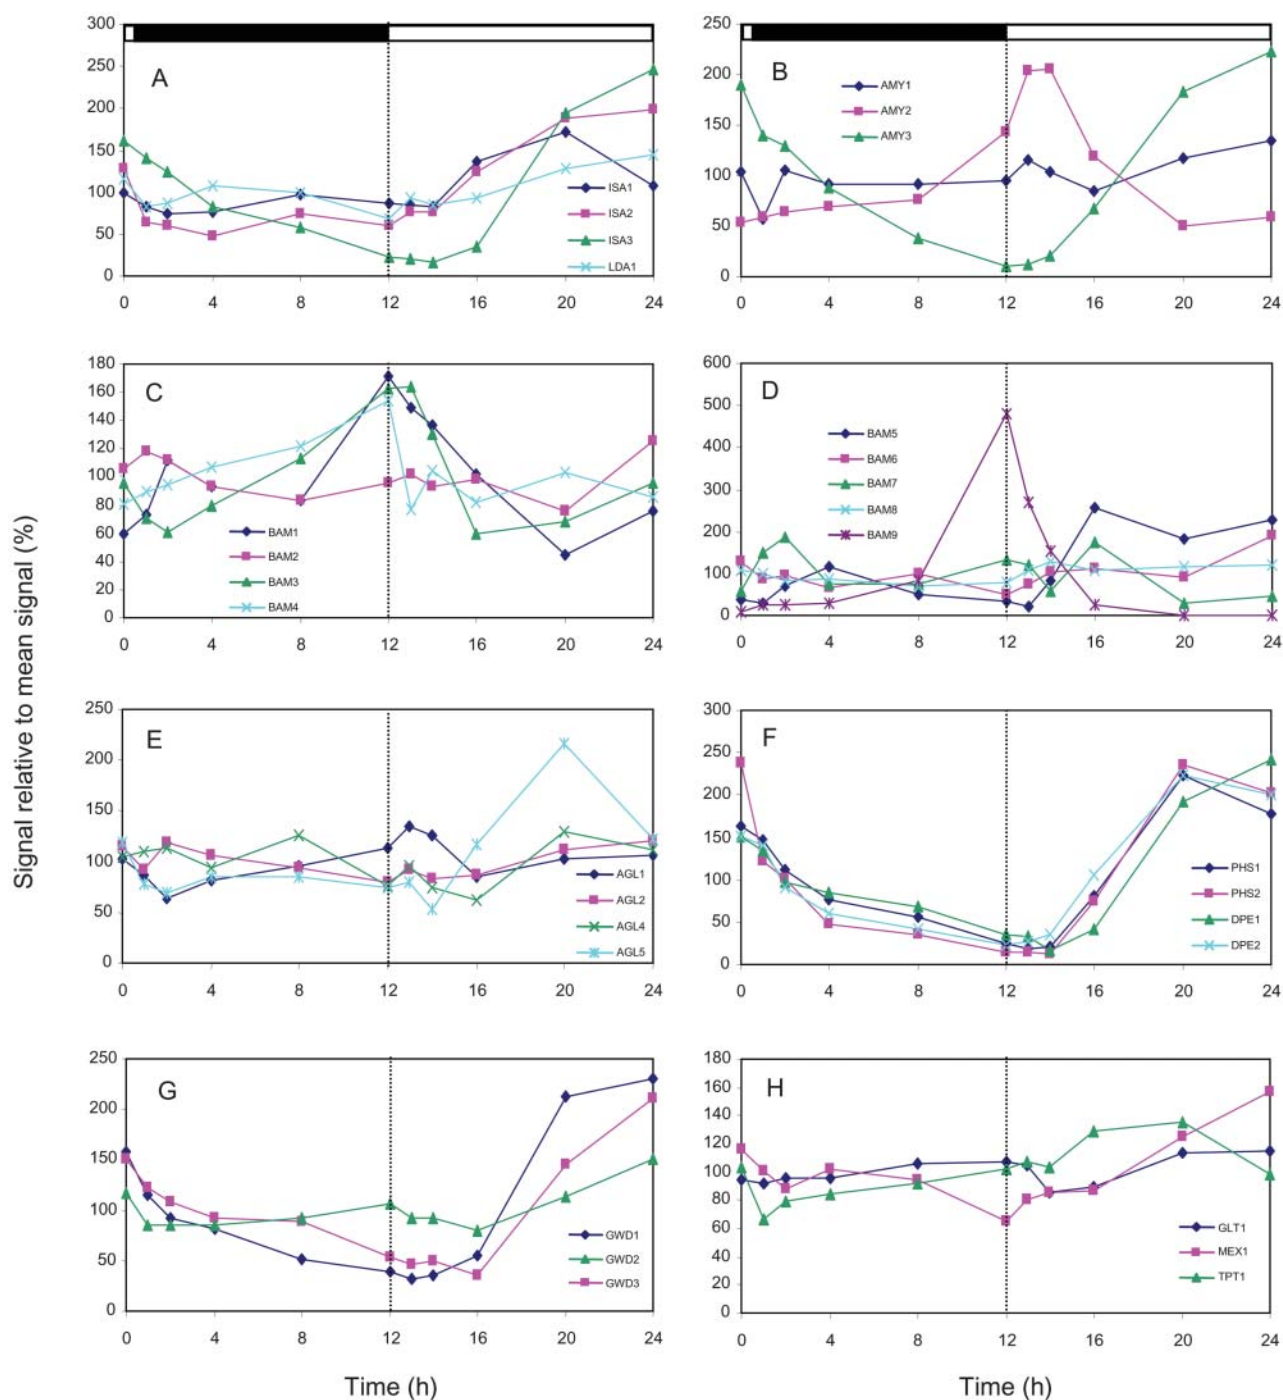 Signal relative to mean signal (%)
A
300
250
200
150
100
50
0
ISA1
ISA2
ISA3
LDA1
0 4 8 12 16 20 24
Time (h)
B
250
200
150
100
50
0
AMY1
AMY2
AMY3
0 4 8 12 16 20 24
Time (h)
C
180
160
140
120
100
80
60
40
20
0
BAM1
BAM2
BAM3
BAM4
0 4 8 12 16 20 24
D
600
500
400
300
200
100
0
BAM5
BAM6
BAM7
BAM8
BAM9
0 4 8 12 16 20 24
E
250
200
150
100
50
0
AGL1
AGL2
AGL4
AGL5
0 4 8 12 16 20 24
F
300
250
200
150
100
50
0
PHS1
PHS2
DPE1
DPE2
0 4 8 12 16 20 24
G
250
200
150
100
50
0
GWD1
GWD2
GWD3
0 4 8 12 16 20 24
Time (h)
H
180
160
140
120
100
80
60
40
20
0
GLT1
MEX1
TPT1
0 4 8 12 16 20 24
Time (h)